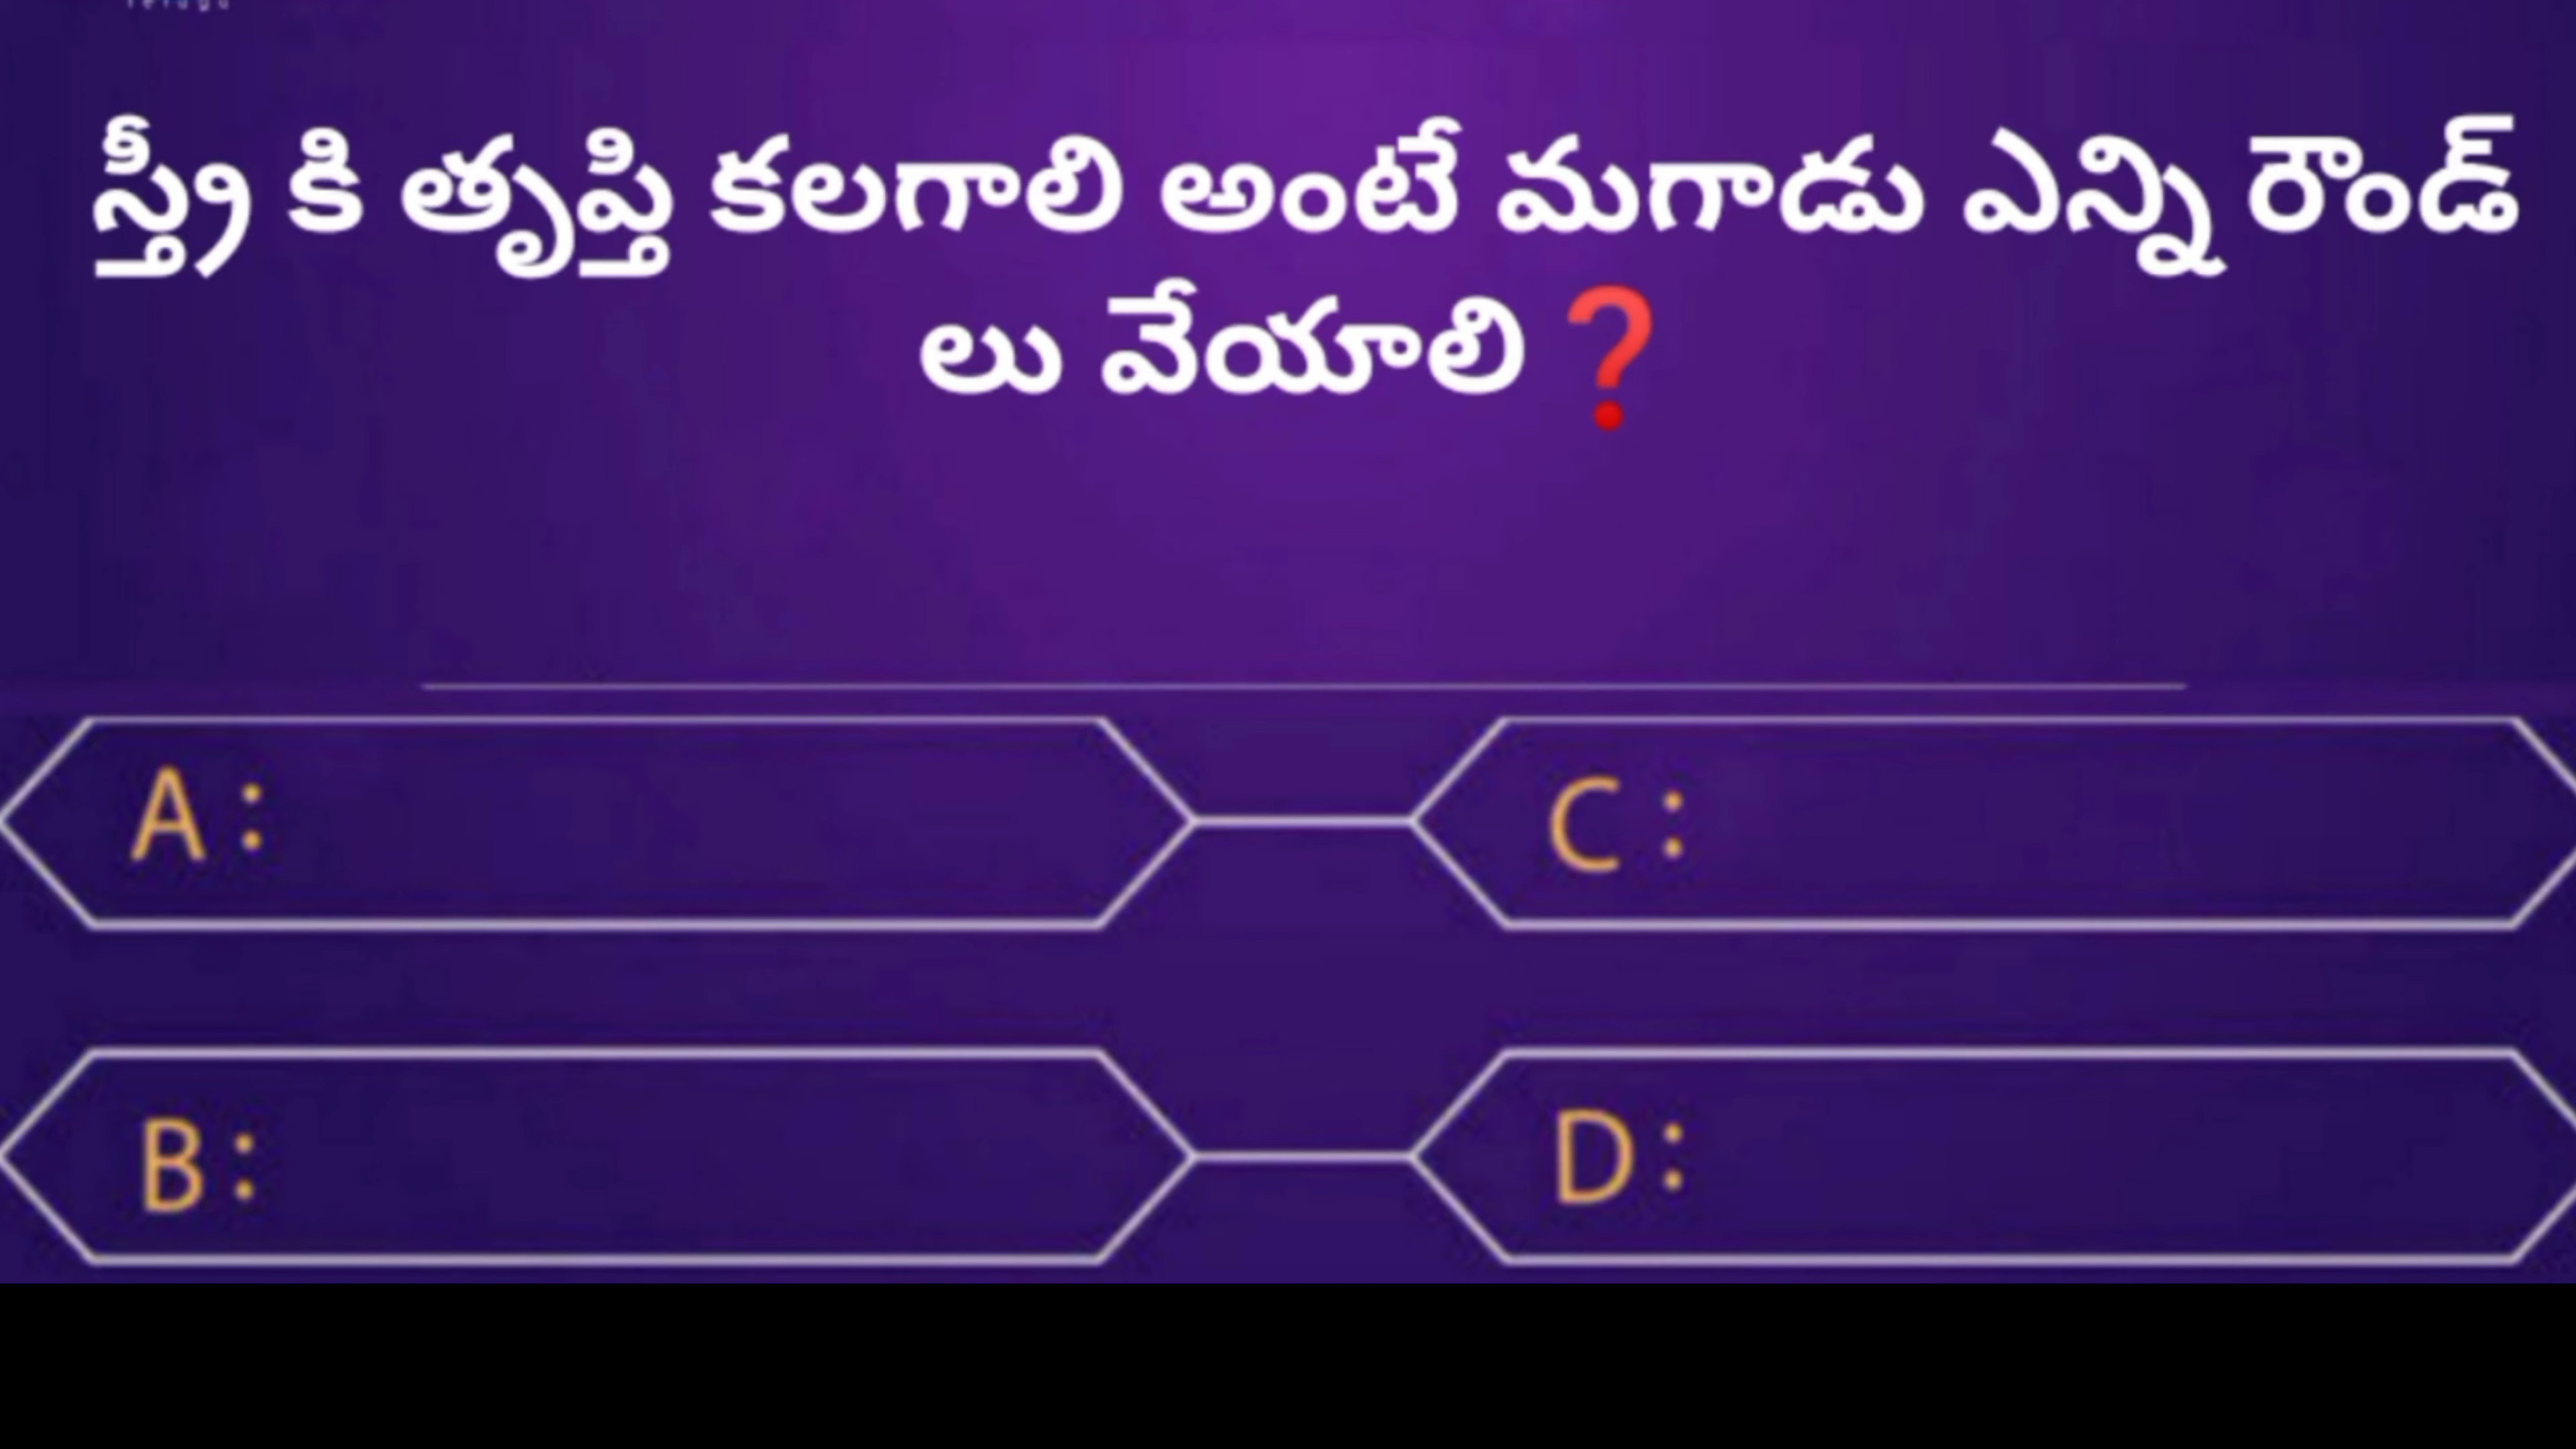 స్త్రీ కి తృప్తి కలగాలి అంటే మగాడు ఎన్ని రౌండ్
లు వేయాలి❓
A :
C :
B :
D :